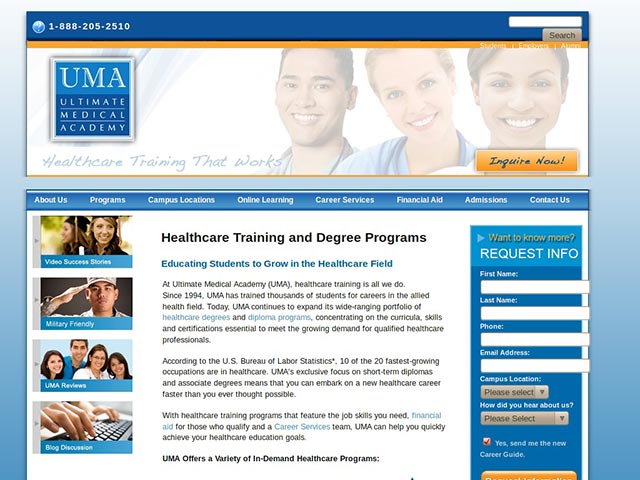 1-888-205-2510
Search
Students | Employers | Alumni
UMA
ULTIMATE
MEDICAL
ACADEMY
Healthcare Training That Works
Inquire Now!
About Us Programs Campus Locations Online Learning Career Services Financial Aid Admissions Contact Us
Video Success Stories
Military Friendly
UMA Reviews
Blog Discussion
Healthcare Training and Degree Programs
Educating Students to Grow in the Healthcare Field
At Ultimate Medical Academy (UMA), healthcare training is all we do.
Since 1994, UMA has trained thousands of students for careers in the allied
health field. Today, UMA continues to expand its wide-ranging portfolio of
healthcare degrees and diploma programs, concentrating on the curricula, skills
and certifications essential to meet the growing demand for qualified healthcare
professionals.
According to the U.S. Bureau of Labor Statistics*, 10 of the 20 fastest-growing
occupations are in healthcare. UMA's exclusive focus on short-term diplomas
and associate degrees means that you can embark on a new healthcare career
faster than you ever thought possible.
With healthcare training programs that feature the job skills you need, financial
aid for those who qualify and a Career Services team, UMA can help you quickly
achieve your healthcare education goals.
UMA Offers a Variety of In-Demand Healthcare Programs:
Want to know more?
REQUEST INFO
First Name:
Last Name:
Phone:
Email Address:
Campus Location:
Please select
How did you hear about us?
Please Select
Yes, send me the new
Career Guide.
Request Information